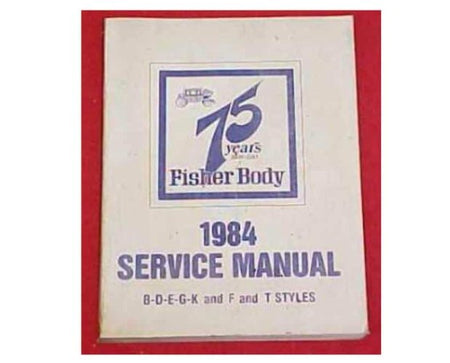 75
years
Fisher Body
1984
SERVICE MANUAL
B-D-E-G-K and F and T STYLES